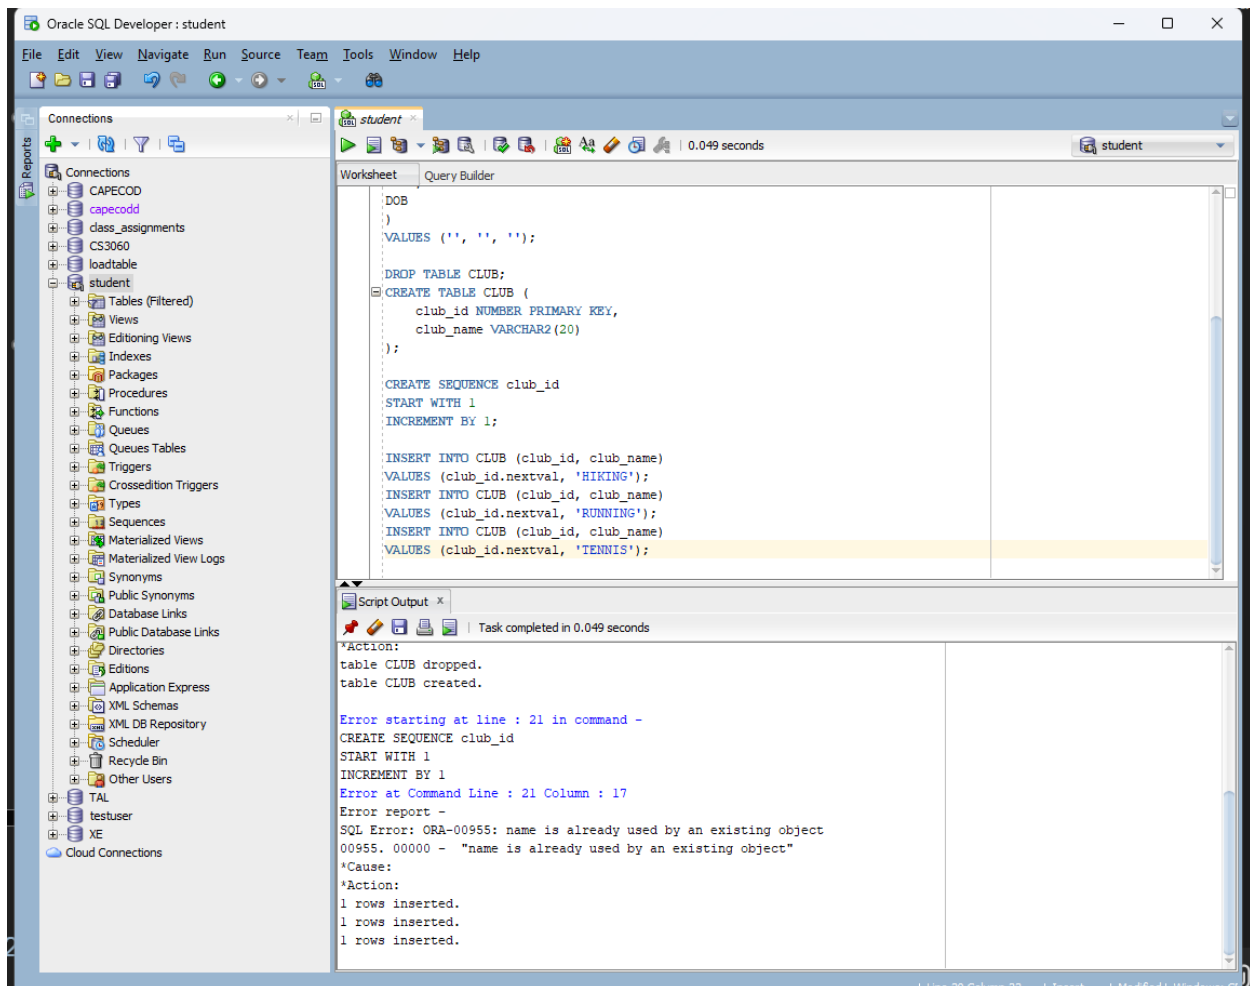 Oracle SQL Developer : student
File Edit View Navigate Run Source Team Tools Window Help
Connections
Reports
Connections
CAPECOD
capecodd
class_assignments
CS3060
loadtable
student
Tables (Filtered)
Views
Editioning Views
Indexes
Packages
Procedures
Functions
Queues
Queues Tables
Triggers
Crossedition Triggers
Types
Sequences
Materialized Views
Materialized View Logs
Synonyms
Public Synonyms
Database Links
Public Database Links
Directories
Editions
Application Express
XML Schemas
XML DB Repository
Scheduler
Recycle Bin
Other Users
TAL
testuser
XE
Cloud Connections
student
0.049 seconds
student
Worksheet Query Builder
DOB
)
VALUES ('', '', '');
DROP TABLE CLUB;
CREATE TABLE CLUB (
club_id NUMBER PRIMARY KEY,
club_name VARCHAR2(20)
);
CREATE SEQUENCE club_id
START WITH 1
INCREMENT BY 1;
INSERT INTO CLUB (club_id, club_name)
VALUES (club_id.nextval, 'HIKING');
INSERT INTO CLUB (club_id, club_name)
VALUES (club_id.nextval, 'RUNNING');
INSERT INTO CLUB (club_id, club_name)
VALUES (club_id.nextval, 'TENNIS');
Script Output
Task completed in 0.049 seconds
*Action:
table CLUB dropped.
table CLUB created.
Error starting at line : 21 in command -
CREATE SEQUENCE club_id
START WITH 1
INCREMENT BY 1
Error at Command Line : 21 Column : 17
Error report -
SQL Error: ORA-00955: name is already used by an existing object
00955. 00000 - "name is already used by an existing object"
*Cause:
*Action:
1 rows inserted.
1 rows inserted.
1 rows inserted.